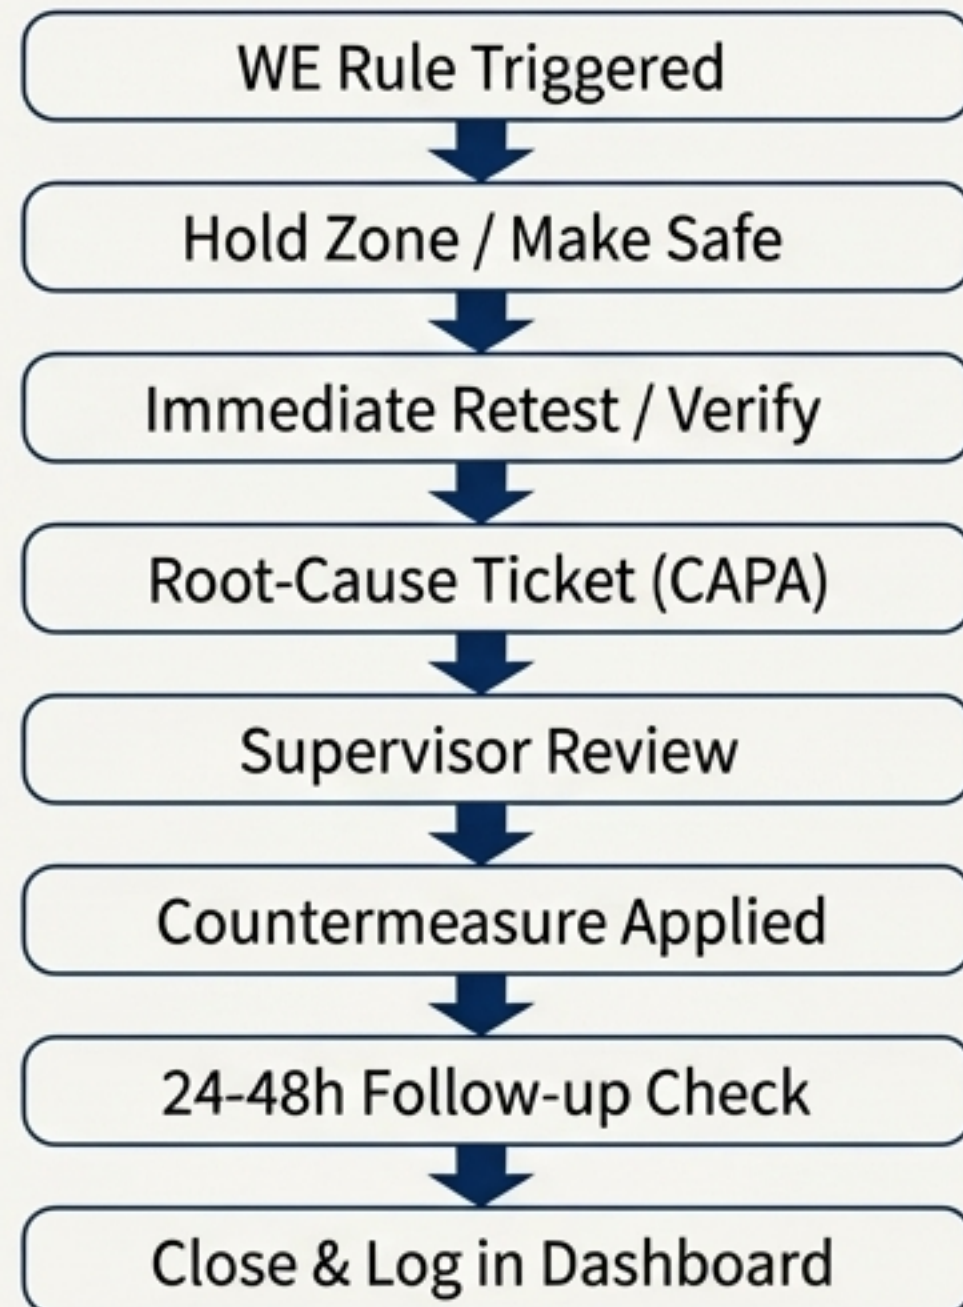 WE Rule Triggered
Hold Zone / Make Safe
Immediate Retest / Verify
Root-Cause Ticket (CAPA)
Supervisor Review
Countermeasure Applied
24-48h Follow-up Check
Close & Log in Dashboard